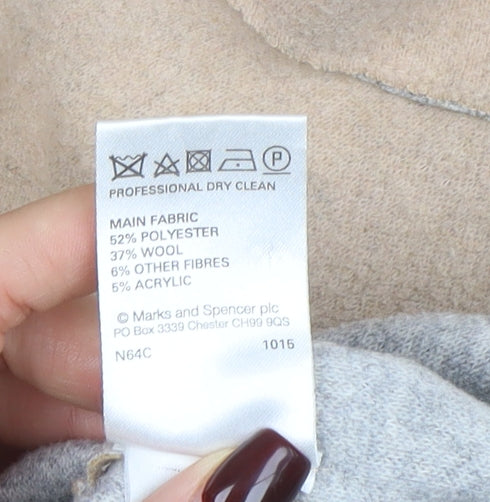 P
PROFESSIONAL DRY CLEAN
MAIN FABRIC
52% POLYESTER
37% WOOL
6% OTHER FIBRES
5% ACRYLIC
© Marks and Spencer plc
PO Box 3339 Chester CH99 9QS
N64C 1015